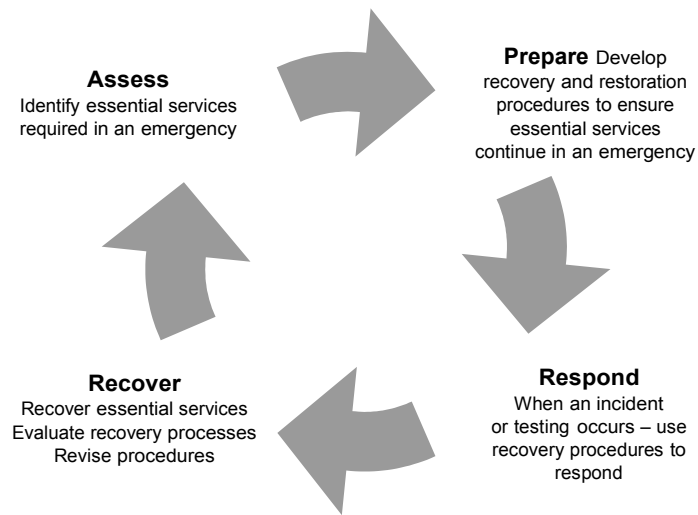 Assess
Identify essential services
required in an emergency
Prepare Develop
recovery and restoration
procedures to ensure
essential services
continue in an emergency
Respond
When an incident
or testing occurs – use
recovery procedures to
respond
Recover
Recover essential services
Evaluate recovery processes
Revise procedures